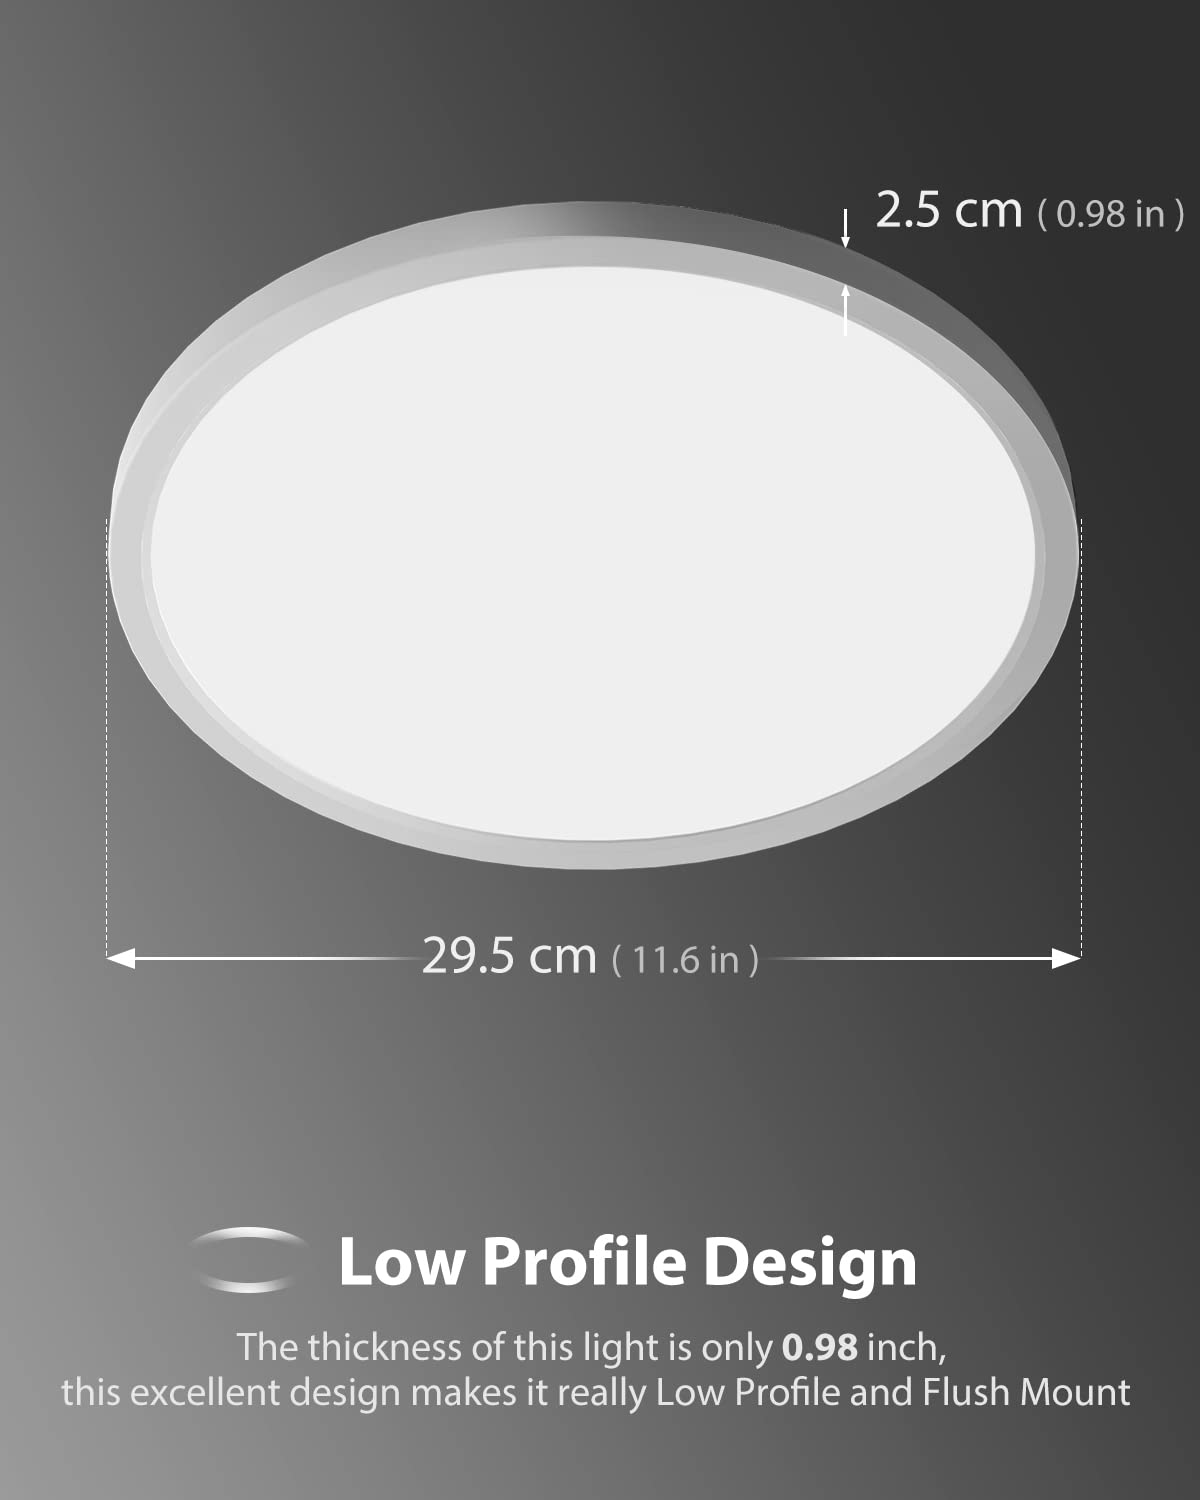 2.5 cm ( 0.98 in )
29.5 cm ( 11.6 in )
Low Profile Design
The thickness of this light is only 0.98 inch,
this excellent design makes it really Low Profile and Flush Mount